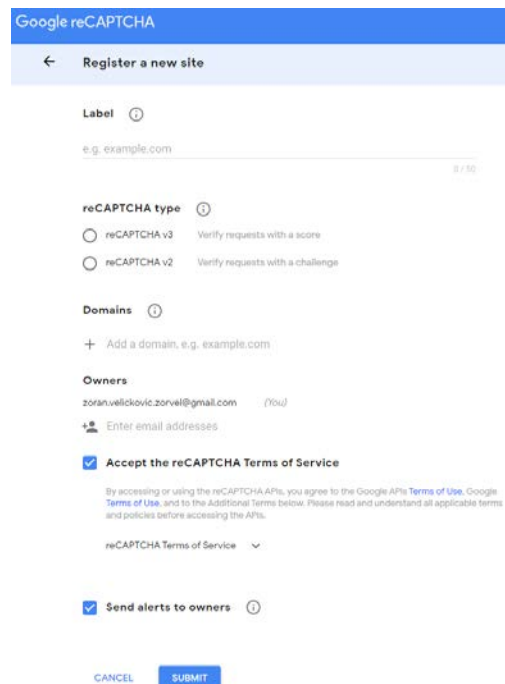 Google reCAPTCHA
← Register a new site
Label
e.g. example.com
0 / 50
reCAPTCHA type
reCAPTCHA v3 Verify requests with a score
reCAPTCHA v2 Verify requests with a challenge
Domains
+ Add a domain, e.g. example.com
Owners
zoran.velickovic.zorvel@gmail.com (You)
Enter email addresses
Accept the reCAPTCHA Terms of Service
By accessing or using the reCAPTCHA APIs, you agree to the Google APIs Terms of Use, Google
Terms of Use, and to the Additional Terms below. Please read and understand all applicable terms
and policies before accessing the APIs.
reCAPTCHA Terms of Service
Send alerts to owners
CANCEL SUBMIT